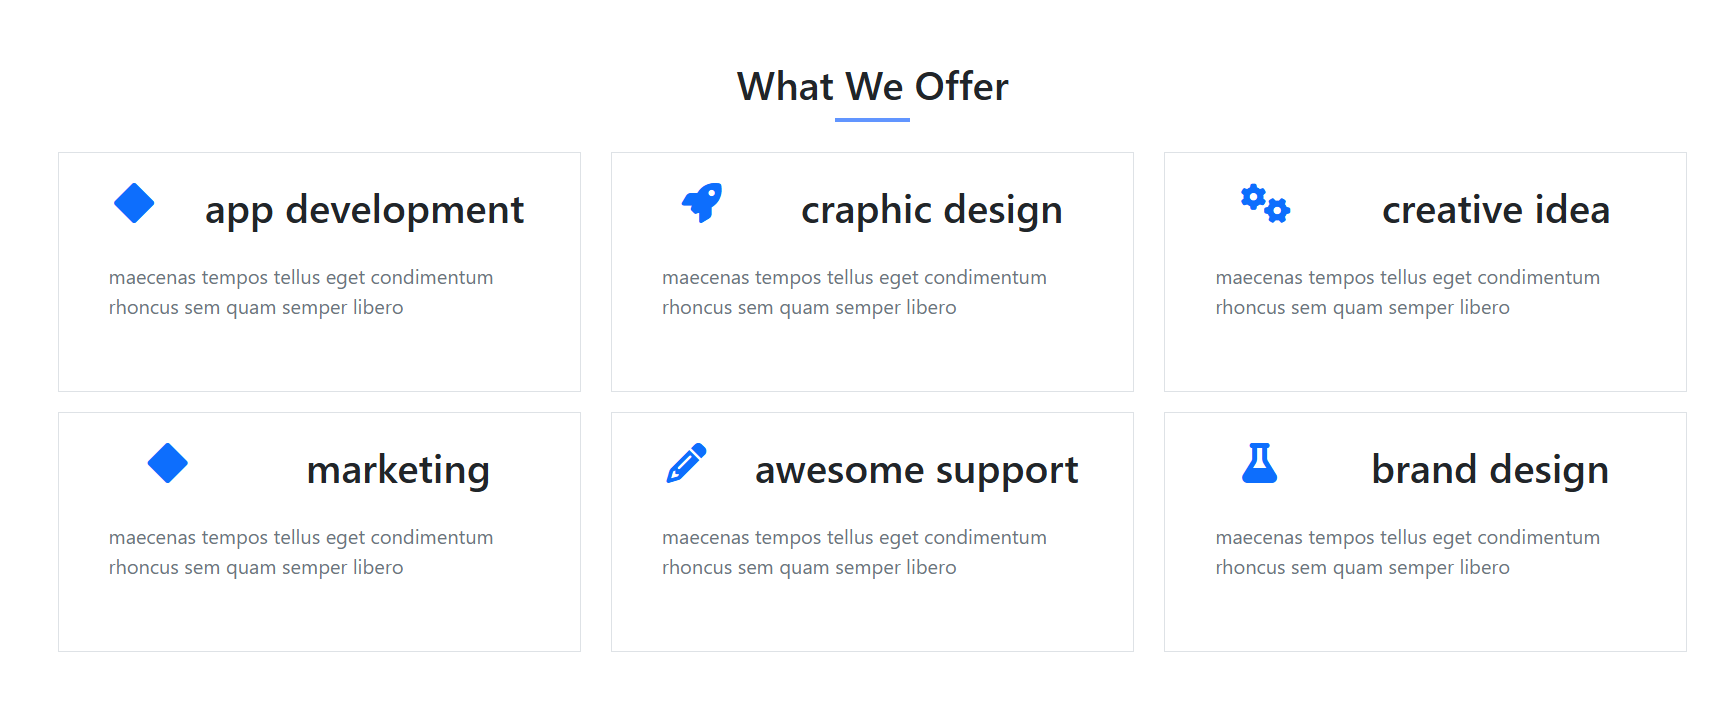 What We Offer
app development
maecenas tempos tellus eget condimentum
rhoncus sem quam semper libero
craphic design
maecenas tempos tellus eget condimentum
rhoncus sem quam semper libero
creative idea
maecenas tempos tellus eget condimentum
rhoncus sem quam semper libero
marketing
maecenas tempos tellus eget condimentum
rhoncus sem quam semper libero
awesome support
maecenas tempos tellus eget condimentum
rhoncus sem quam semper libero
brand design
maecenas tempos tellus eget condimentum
rhoncus sem quam semper libero